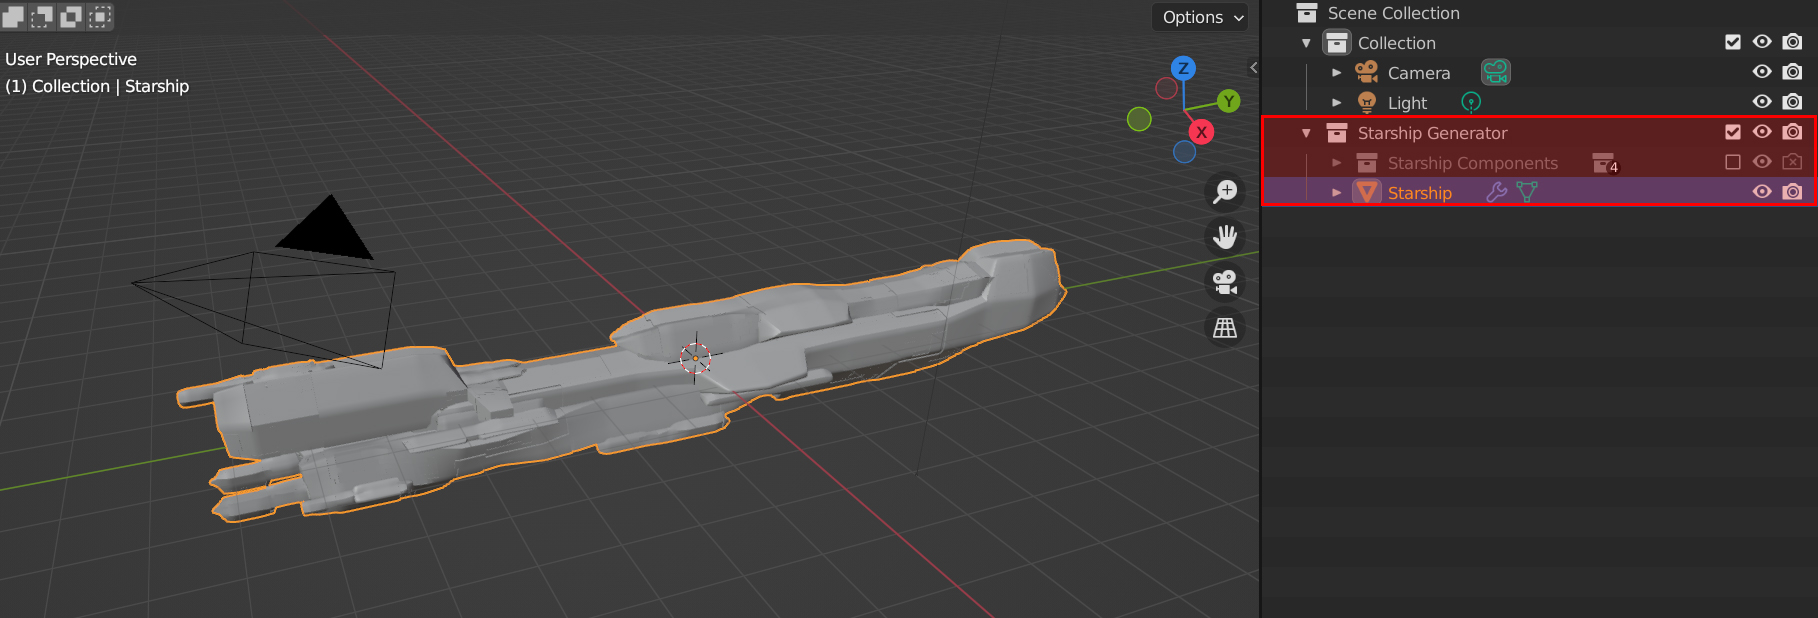 Options
User Perspective
(1) Collection | Starship
Z
Y
X
Scene Collection
Collection
Camera
Light
Starship Generator
Starship Components 4
Starship